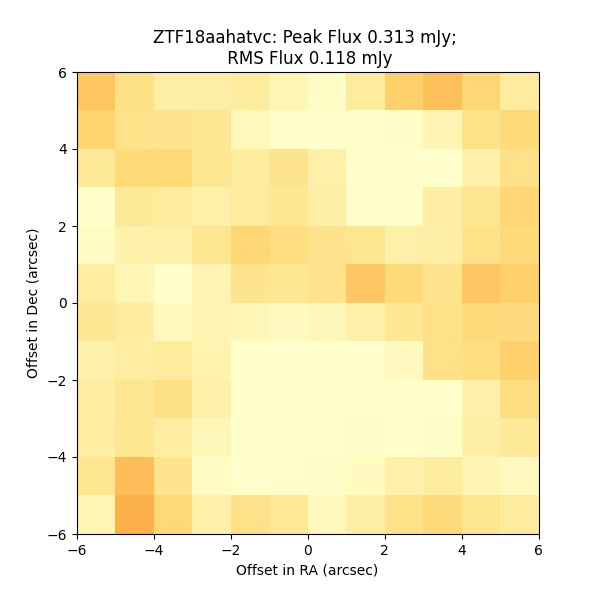 ZTF18aahatvc: Peak Flux 0.313 mJy;
RMS Flux 0.118 mJy
6
4
2
0
−2
−4
−6
Offset in Dec (arcsec)
−6 −4 −2 0 2 4 6
Offset in RA (arcsec)